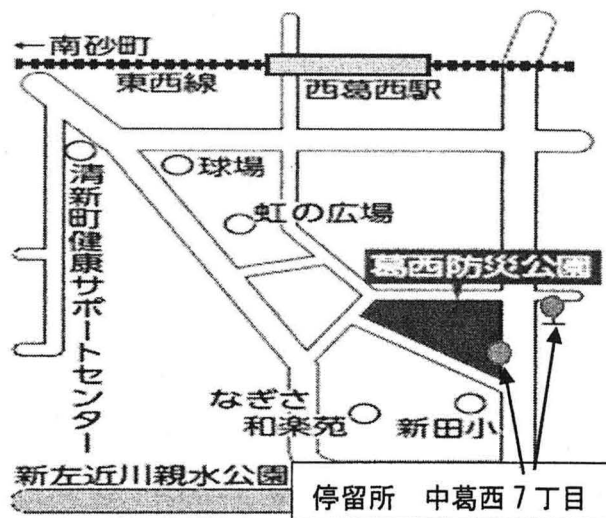 ← 南砂町
東西線
西葛西駅
球場
虹の広場
清新町健康サポートセンター
葛西防災公園
なぎさ
和楽苑
新田小
新左近川親水公園
停留所 中葛西7丁目